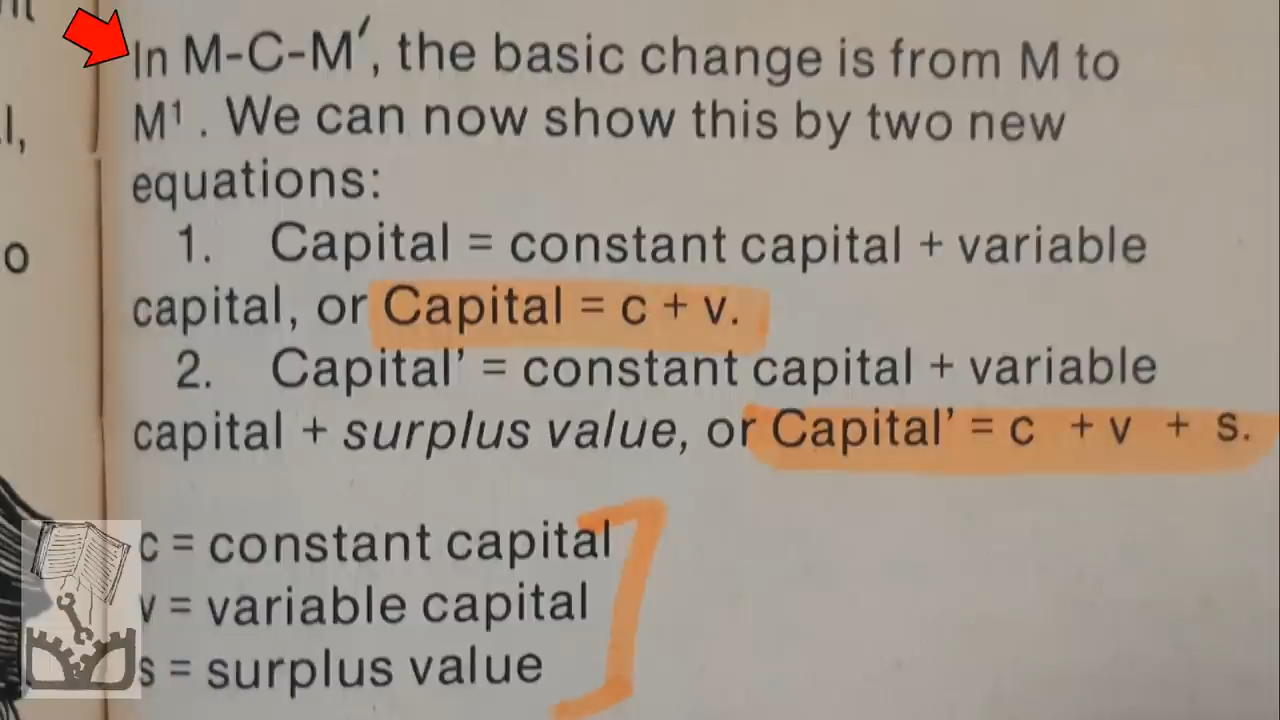 In M-C-M′, the basic change is from M to
l, M¹ . We can now show this by two new
equations:
o 1. Capital = constant capital + variable
capital, or Capital = c + v.
2. Capital’ = constant capital + variable
capital + surplus value, or Capital’ = c + v + s.
c = constant capital
v = variable capital
s = surplus value